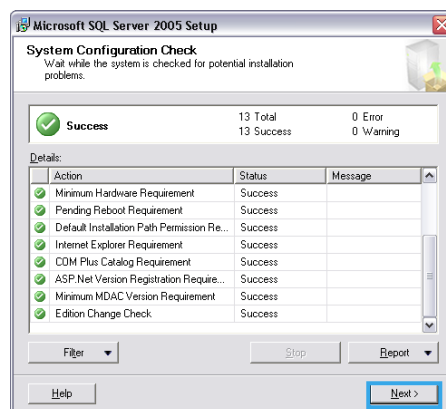 Microsoft SQL Server 2005 Setup
System Configuration Check
Wait while the system is checked for potential installation
problems.
Success
13 Total
0 Error
13 Success
0 Warning
Details:
Action Status Message
Minimum Hardware Requirement Success
Pending Reboot Requirement Success
Default Installation Path Permission Re... Success
Internet Explorer Requirement Success
COM Plus Catalog Requirement Success
ASP.Net Version Registration Require... Success
Minimum MDAC Version Requirement Success
Edition Change Check Success
Filter
Stop
Report
Help
Next >